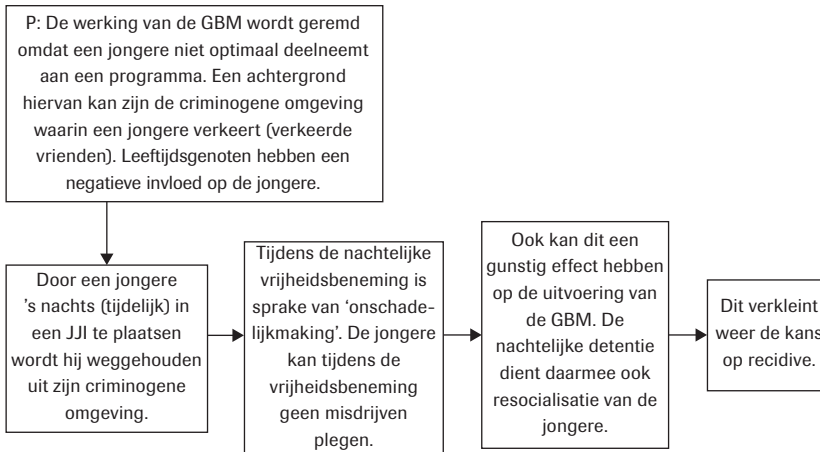 P: De werking van de GBM wordt geremd
omdat een jongere niet optimaal deelneemt
aan een programma. Een achtergrond
hiervan kan zijn de criminogene omgeving
waarin een jongere verkeert (verkeerde
vrienden). Leeftijdsgenoten hebben een
negatieve invloed op de jongere.
Door een jongere
's nachts (tijdelijk) in
een JJI te plaatsen
wordt hij weggehouden
uit zijn criminogene
omgeving.
Tijdens de nachtelijke
vrijheidsbeneming is
sprake van ‘onschade-
lijkmaking’. De jongere
kan tijdens de
vrijheidsbeneming
geen misdrijven
plegen.
Ook kan dit een
gunstig effect hebben
op de uitvoering van
de GBM. De
nachtelijke detentie
dient daarmee ook
resocialisatie van de
jongere.
Dit verkleint
weer de kans
op recidive.